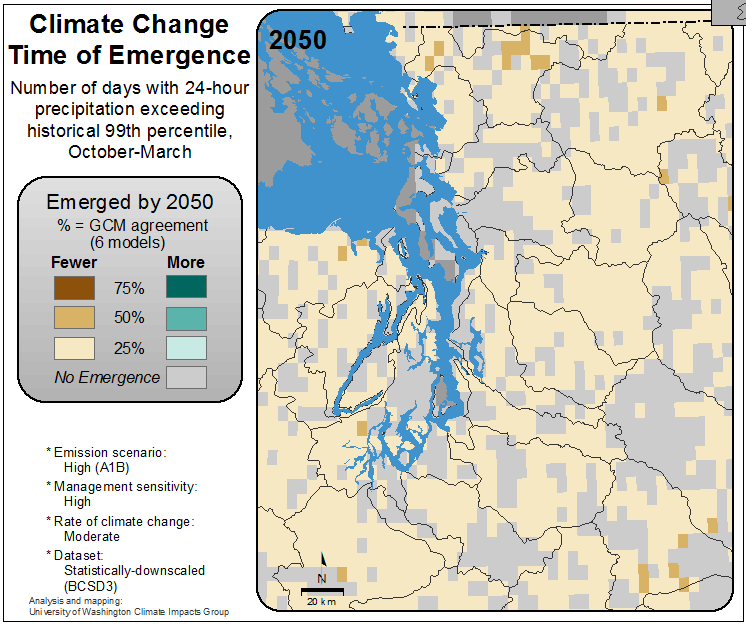 Climate Change
Time of Emergence
Number of days with 24-hour
precipitation exceeding
historical 99th percentile,
October-March
Emerged by 2050
% = GCM agreement
(6 models)
Fewer More
75%
50%
25%
No Emergence
* Emission scenario:
High (A1B)
* Management sensitivity:
High
* Rate of climate change:
Moderate
* Dataset:
Statistically-downscaled
(BCSD3)
Analysis and mapping:
University of Washington Climate Impacts Group
2050
N
20 km